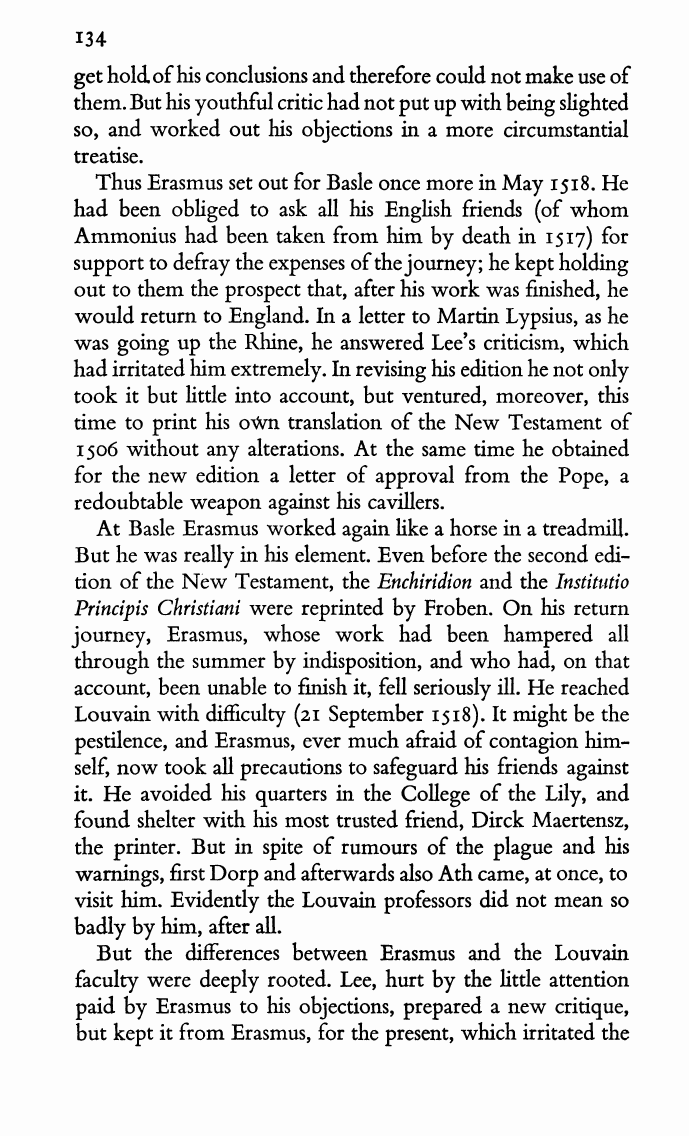 134
get hold of his conclusions and therefore could not make use of
them. But his youthful critic had not put up with being slighted
so, and worked out his objections in a more circumstantial
treatise.
Thus Erasmus set out for Basle once more in May 1518. He
had been obliged to ask all his English friends (of whom
Ammonius had been taken from him by death in 1517) for
support to defray the expenses of the journey; he kept holding
out to them the prospect that, after his work was finished, he
would return to England. In a letter to Martin Lypsius, as he
was going up the Rhine, he answered Lee's criticism, which
had irritated him extremely. In revising his edition he not only
took it but little into account, but ventured, moreover, this
time to print his own translation of the New Testament of
1506 without any alterations. At the same time he obtained
for the new edition a letter of approval from the Pope, a
redoubtable weapon against his cavillers.
At Basle Erasmus worked again like a horse in a treadmill.
But he was really in his element. Even before the second edi-
tion of the New Testament, the Enchiridion and the Institutio
Principis Christiani were reprinted by Froben. On his return
journey, Erasmus, whose work had been hampered all
through the summer by indisposition, and who had, on that
account, been unable to finish it, fell seriously ill. He reached
Louvain with difficulty (21 September 1518). It might be the
pestilence, and Erasmus, ever much afraid of contagion him-
self, now took all precautions to safeguard his friends against
it. He avoided his quarters in the College of the Lily, and
found shelter with his most trusted friend, Dirck Maertensz,
the printer. But in spite of rumours of the plague and his
warnings, first Dorp and afterwards also Ath came, at once, to
visit him. Evidently the Louvain professors did not mean so
badly by him, after all.
But the differences between Erasmus and the Louvain
faculty were deeply rooted. Lee, hurt by the little attention
paid by Erasmus to his objections, prepared a new critique,
but kept it from Erasmus, for the present, which irritated the